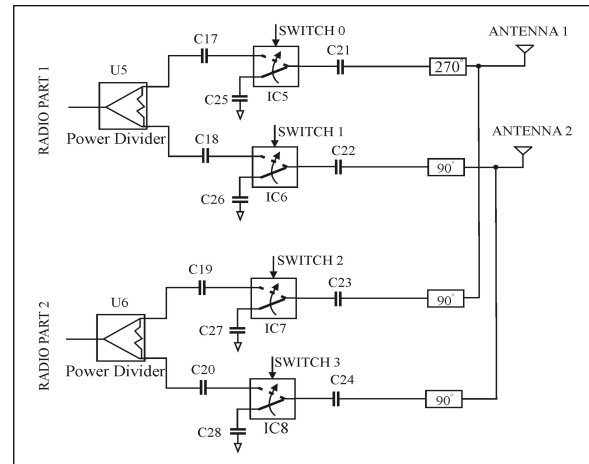 SWITCH 0
ANTENNA 1
C17
C21
RADIO PART 1
U5
270°
IC5
C25
Power Divider
SWITCH 1
ANTENNA 2
C18
C22
90°
IC6
C26
SWITCH 2
C19
C23
RADIO PART 2
U6
90°
IC7
C27
Power Divider
SWITCH 3
C20
C24
90°
IC8
C28